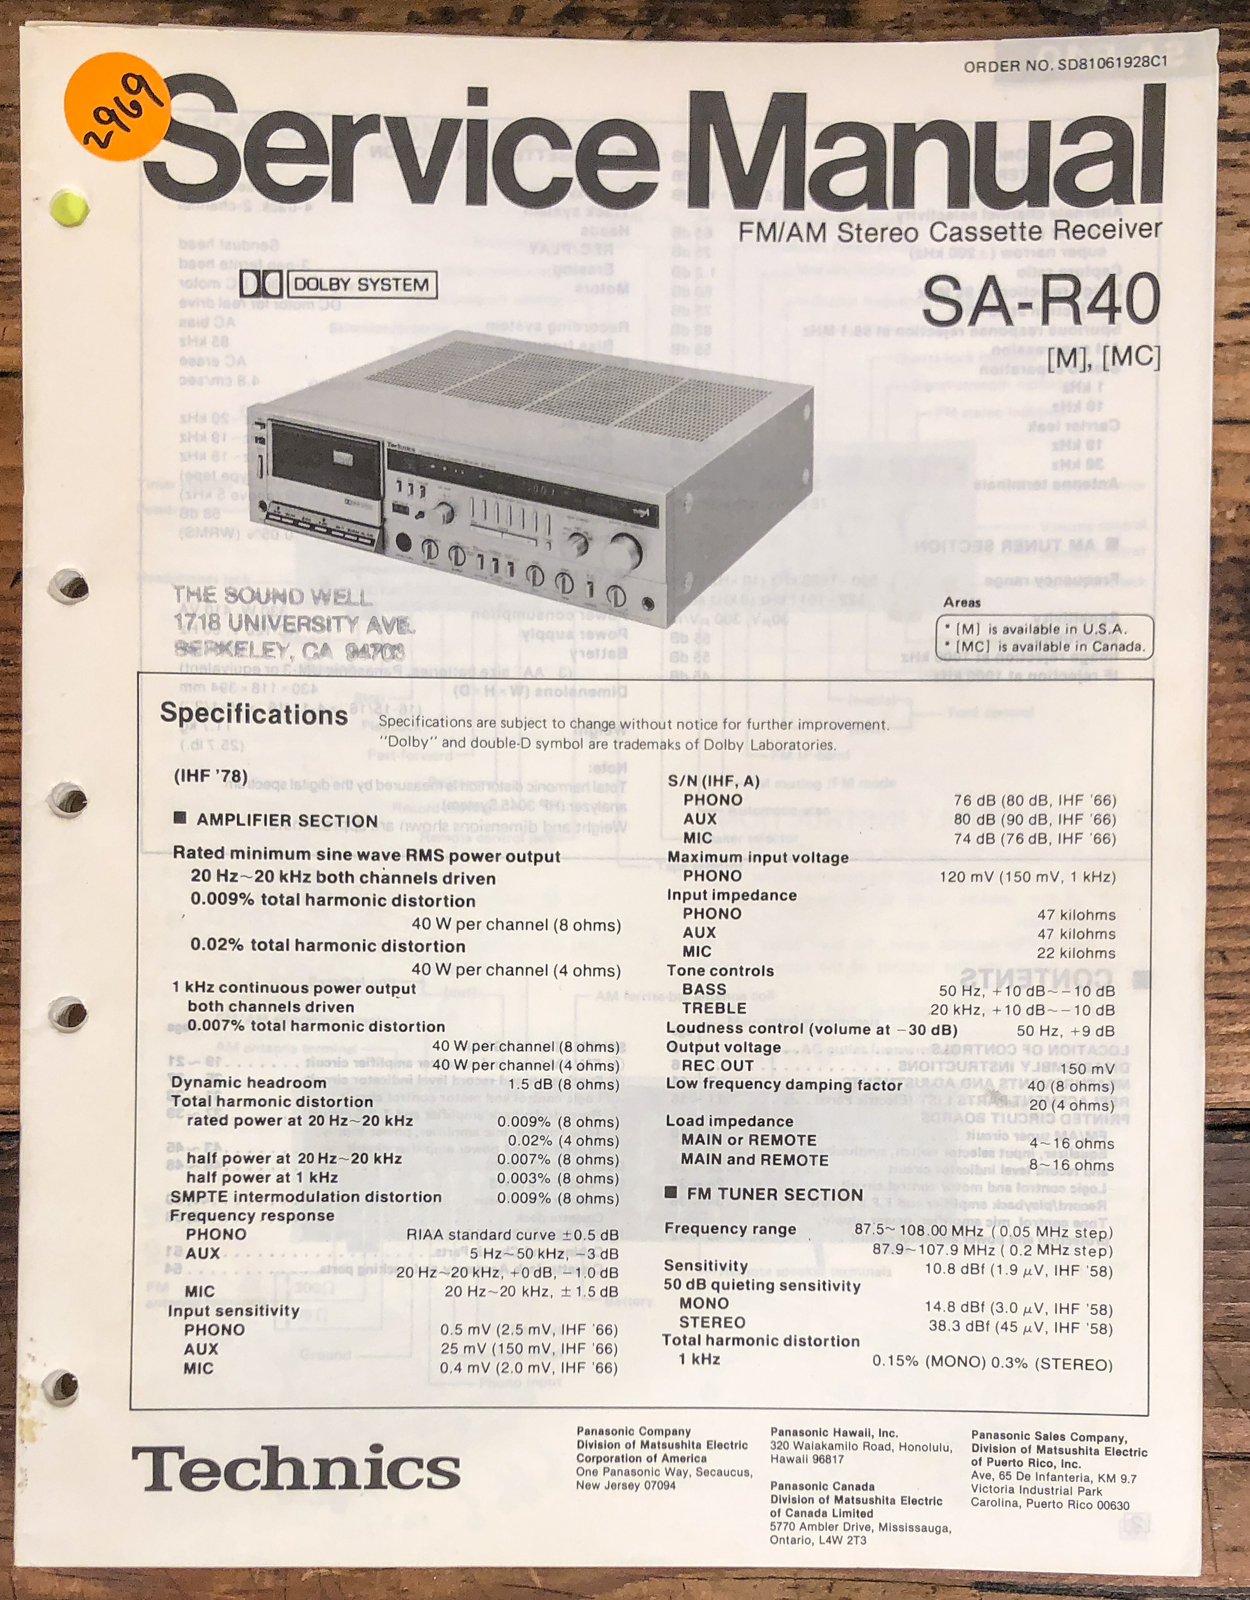 ORDER NO. SD81061928C1
2969
Service Manual
FM/AM Stereo Cassette Receiver
DOLBY SYSTEM
SA-R40
[M], [MC]
Technics
THE SOUND WELL
1718 UNIVERSITY AVE.
BERKELEY, CA 94703
Areas
* [M] is available in U.S.A.
* [MC] is available in Canada.
Specifications
Specifications are subject to change without notice for further improvement.
"Dolby" and double-D symbol are trademaks of Dolby Laboratories.
(IHF '78)
■ AMPLIFIER SECTION
Rated minimum sine wave RMS power output
20 Hz~20 kHz both channels driven
0.009% total harmonic distortion
40 W per channel (8 ohms)
0.02% total harmonic distortion
40 W per channel (4 ohms)
1 kHz continuous power output
both channels driven
0.007% total harmonic distortion
40 W per channel (8 ohms)
40 W per channel (4 ohms)
Dynamic headroom 1.5 dB (8 ohms)
Total harmonic distortion
rated power at 20 Hz~20 kHz 0.009% (8 ohms)
0.02% (4 ohms)
half power at 20 Hz~20 kHz 0.007% (8 ohms)
half power at 1 kHz 0.003% (8 ohms)
SMPTE intermodulation distortion 0.009% (8 ohms)
Frequency response
PHONO RIAA standard curve ±0.5 dB
AUX 5 Hz~50 kHz, −3 dB
20 Hz~20 kHz, +0 dB, −1.0 dB
MIC 20 Hz~20 kHz, ±1.5 dB
Input sensitivity
PHONO 0.5 mV (2.5 mV, IHF '66)
AUX 25 mV (150 mV, IHF '66)
MIC 0.4 mV (2.0 mV, IHF '66)
S/N (IHF, A)
PHONO 76 dB (80 dB, IHF '66)
AUX 80 dB (90 dB, IHF '66)
MIC 74 dB (76 dB, IHF '66)
Maximum input voltage
PHONO 120 mV (150 mV, 1 kHz)
Input impedance
PHONO 47 kilohms
AUX 47 kilohms
MIC 22 kilohms
Tone controls
BASS 50 Hz, +10 dB~−10 dB
TREBLE 20 kHz, +10 dB~−10 dB
Loudness control (volume at −30 dB) 50 Hz, +9 dB
Output voltage
REC OUT 150 mV
Low frequency damping factor 40 (8 ohms)
20 (4 ohms)
Load impedance
MAIN or REMOTE 4~16 ohms
MAIN and REMOTE 8~16 ohms
■ FM TUNER SECTION
Frequency range 87.5~108.00 MHz (0.05 MHz step)
87.9~107.9 MHz (0.2 MHz step)
Sensitivity 10.8 dBf (1.9 µV, IHF '58)
50 dB quieting sensitivity
MONO 14.8 dBf (3.0 µV, IHF '58)
STEREO 38.3 dBf (45 µV, IHF '58)
Total harmonic distortion
1 kHz 0.15% (MONO) 0.3% (STEREO)
Technics
Panasonic Company
Division of Matsushita Electric
Corporation of America
One Panasonic Way, Secaucus,
New Jersey 07094
Panasonic Hawaii, Inc.
320 Waiakamilo Road, Honolulu,
Hawaii 96817
Panasonic Canada
Division of Matsushita Electric
of Canada Limited
5770 Ambler Drive, Mississauga,
Ontario, L4W 2T3
Panasonic Sales Company,
Division of Matsushita Electric
of Puerto Rico, Inc.
Ave, 65 De Infanteria, KM 9.7
Victoria Industrial Park
Carolina, Puerto Rico 00630